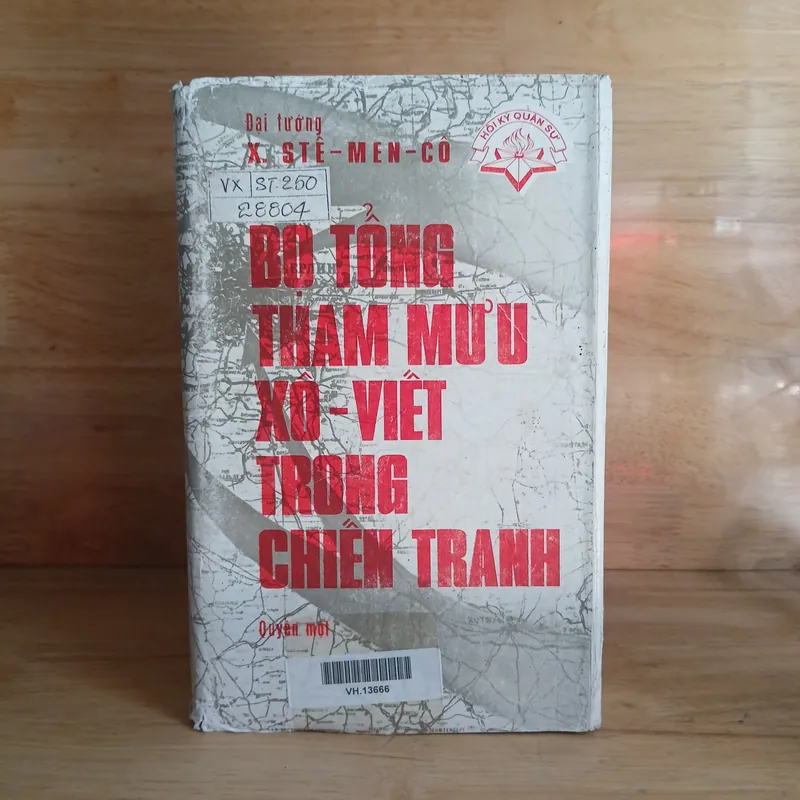 Đại tướng
X. STÊ-MEN-CÔ
HỒI KÝ QUÂN SỰ
VX ST.250
28804
BỘ TỔNG
THAM MƯU
XÔ-VIẾT
TRONG
CHIẾN TRANH
Quyển một
VH.13666